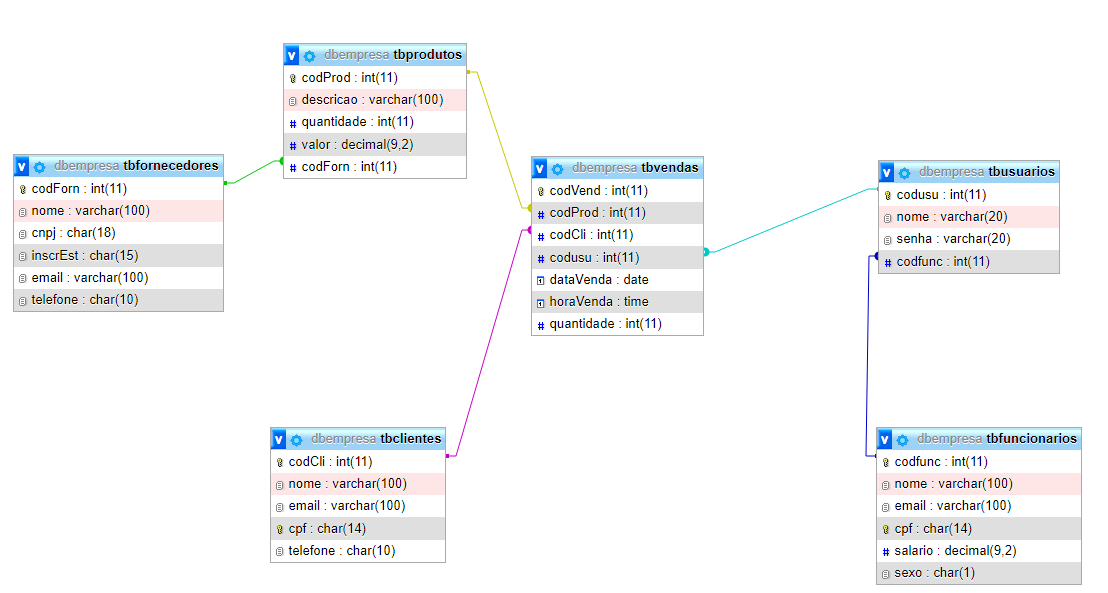 dbempresa tbprodutos
codProd : int(11)
descricao : varchar(100)
quantidade : int(11)
valor : decimal(9,2)
codForn : int(11)
dbempresa tbfornecedores
codForn : int(11)
nome : varchar(100)
cnpj : char(18)
inscrEst : char(15)
email : varchar(100)
telefone : char(10)
dbempresa tbvendas
codVend : int(11)
codProd : int(11)
codCli : int(11)
codusu : int(11)
dataVenda : date
horaVenda : time
quantidade : int(11)
dbempresa tbusuarios
codusu : int(11)
nome : varchar(20)
senha : varchar(20)
codfunc : int(11)
dbempresa tbclientes
codCli : int(11)
nome : varchar(100)
email : varchar(100)
cpf : char(14)
telefone : char(10)
dbempresa tbfuncionarios
codfunc : int(11)
nome : varchar(100)
email : varchar(100)
cpf : char(14)
salario : decimal(9,2)
sexo : char(1)